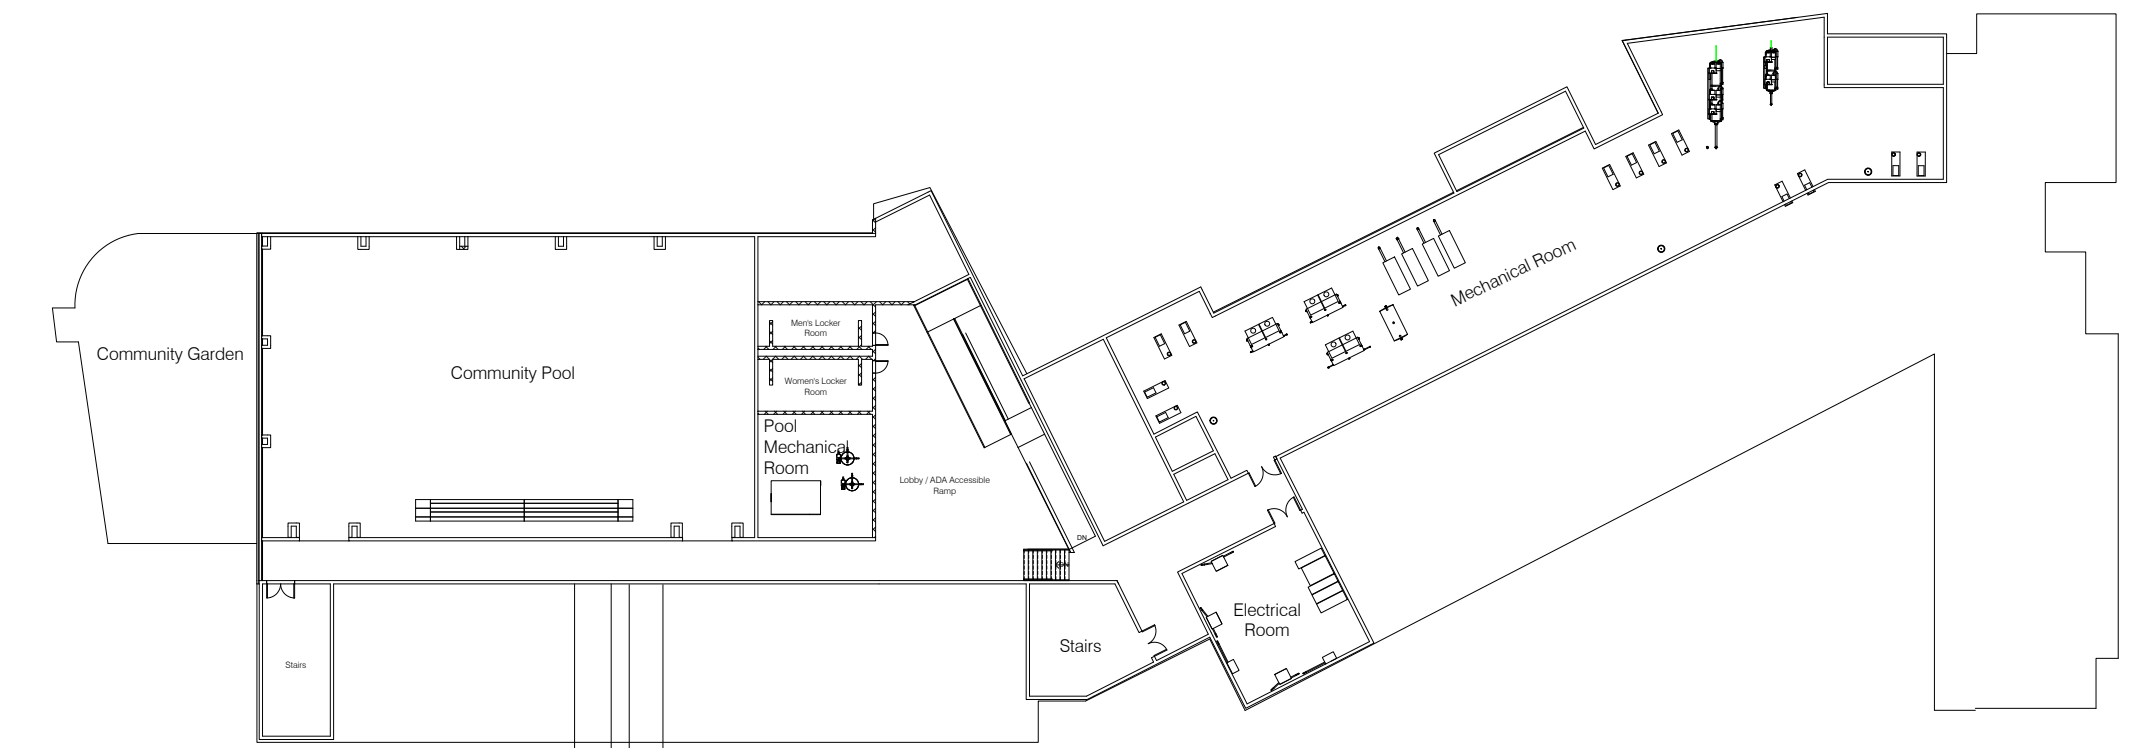 Community Garden
Community Pool
Men's Locker
Room
Women's Locker
Room
Pool
Mechanical
Room
Lobby / ADA Accessible
Ramp
DN
Mechanical Room
Electrical
Room
Stairs
Stairs